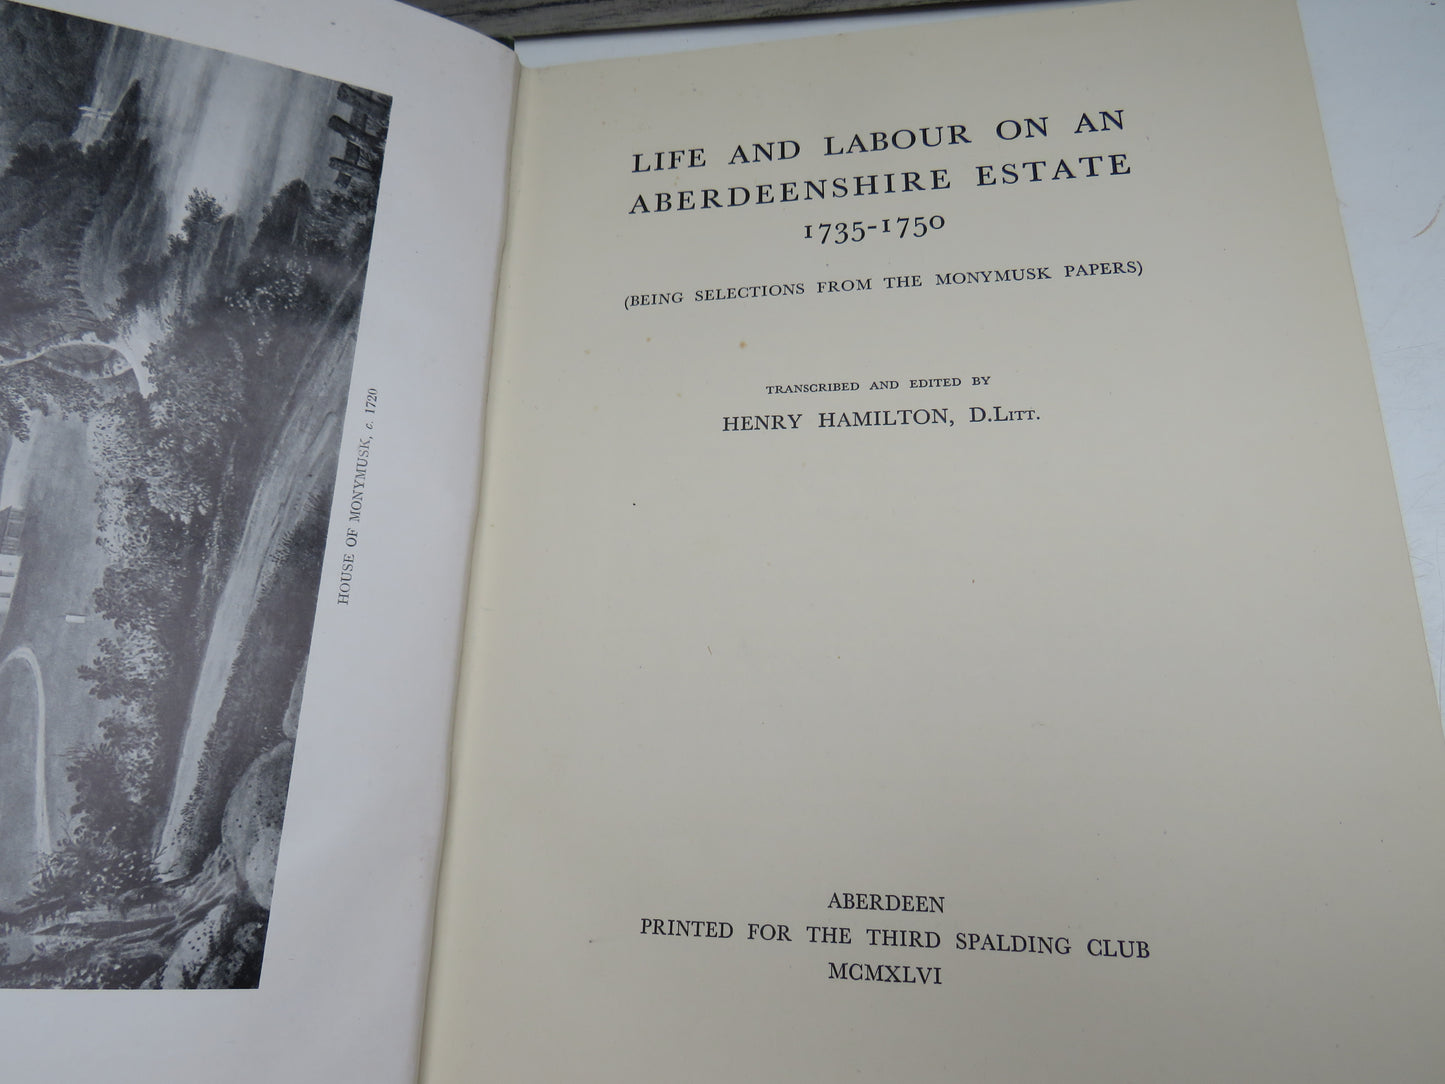 HOUSE OF MONYMUSK, c. 1720
LIFE AND LABOUR ON AN
ABERDEENSHIRE ESTATE
1735-1750
(BEING SELECTIONS FROM THE MONYMUSK PAPERS)
TRANSCRIBED AND EDITED BY
HENRY HAMILTON, D.LITT.
ABERDEEN
PRINTED FOR THE THIRD SPALDING CLUB
MCMXLVI